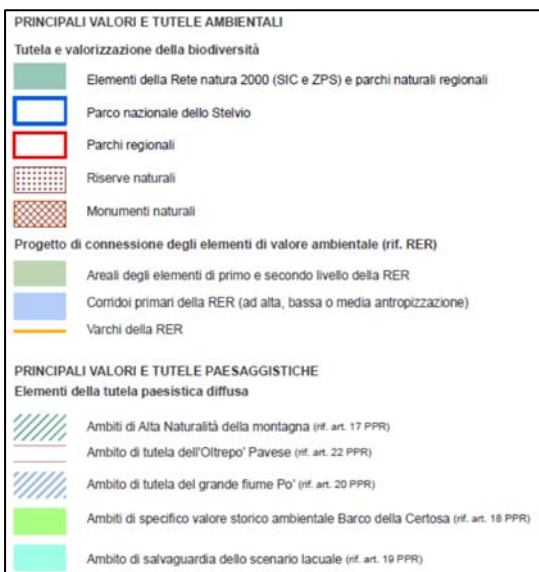 PRINCIPALI VALORI E TUTELE AMBIENTALI
Tutela e valorizzazione della biodiversità
Elementi della Rete natura 2000 (SIC e ZPS) e parchi naturali regionali
Parco nazionale dello Stelvio
Parchi regionali
Riserve naturali
Monumenti naturali
Progetto di connessione degli elementi di valore ambientale (rif. RER)
Areali degli elementi di primo e secondo livello della RER
Corridoi primari della RER (ad alta, bassa o media antropizzazione)
Varchi della RER
PRINCIPALI VALORI E TUTELE PAESAGGISTICHE
Elementi della tutela paesistica diffusa
Ambiti di Alta Naturalità della montagna (rif. art. 17 PPR)
Ambito di tutela dell'Oltrepo' Pavese (rif. art. 22 PPR)
Ambito di tutela del grande fiume Po' (rif. art. 20 PPR)
Ambiti di specifico valore storico ambientale Barco della Certosa (rif. art. 18 PPR)
Ambito di salvaguardia dello scenario lacuale (rif. art. 19 PPR)